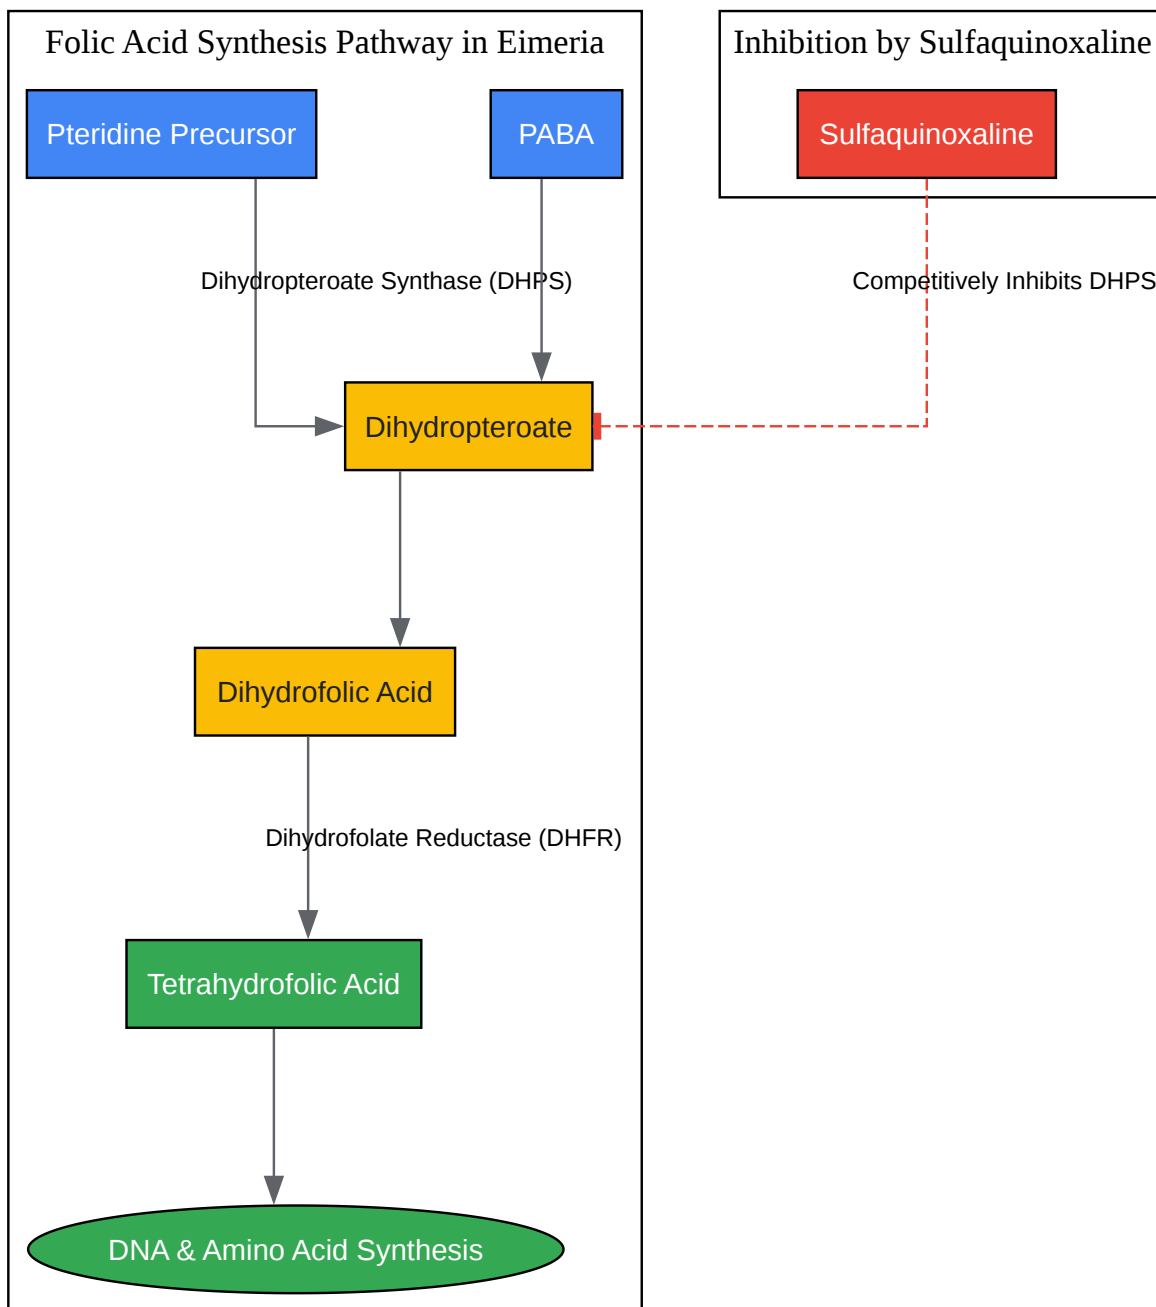 Folic Acid Synthesis Pathway in Eimeria
Inhibition by Sulfaquinoxaline
Pteridine Precursor
PABA
Sulfaquinoxaline
Dihydropteroate Synthase (DHPS)
Competitively Inhibits DHPS
Dihydropteroate
Dihydrofolic Acid
Dihydrofolate Reductase (DHFR)
Tetrahydrofolic Acid
DNA & Amino Acid Synthesis